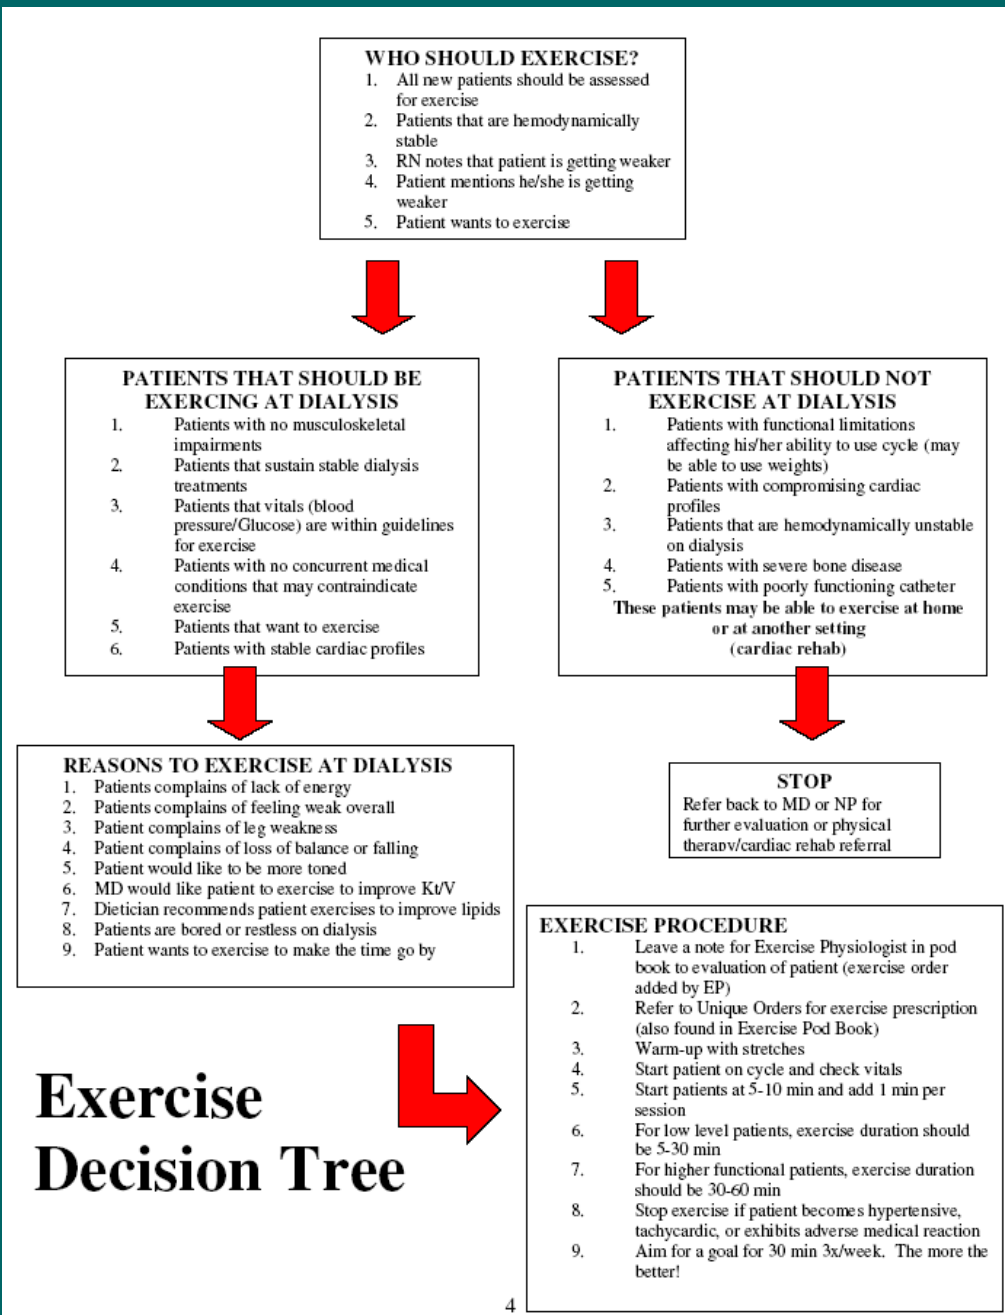 WHO SHOULD EXERCISE?
1. All new patients should be assessed
for exercise
2. Patients that are hemodynamically
stable
3. RN notes that patient is getting weaker
4. Patient mentions he/she is getting
weaker
5. Patient wants to exercise
PATIENTS THAT SHOULD BE
EXERCING AT DIALYSIS
1. Patients with no musculoskeletal
impairments
2. Patients that sustain stable dialysis
treatments
3. Patients that vitals (blood
pressure/Glucose) are within guidelines
for exercise
4. Patients with no concurrent medical
conditions that may contraindicate
exercise
5. Patients that want to exercise
6. Patients with stable cardiac profiles
PATIENTS THAT SHOULD NOT
EXERCISE AT DIALYSIS
1. Patients with functional limitations
affecting his/her ability to use cycle (may
be able to use weights)
2. Patients with compromising cardiac
profiles
3. Patients that are hemodynamically unstable
on dialysis
4. Patients with severe bone disease
5. Patients with poorly functioning catheter
These patients may be able to exercise at home
or at another setting
(cardiac rehab)
REASONS TO EXERCISE AT DIALYSIS
1. Patients complains of lack of energy
2. Patients complains of feeling weak overall
3. Patient complains of leg weakness
4. Patient complains of loss of balance or falling
5. Patient would like to be more toned
6. MD would like patient to exercise to improve Kt/V
7. Dietician recommends patient exercises to improve lipids
8. Patients are bored or restless on dialysis
9. Patient wants to exercise to make the time go by
STOP
Refer back to MD or NP for
further evaluation or physical
therapy/cardiac rehab referral
EXERCISE PROCEDURE
1. Leave a note for Exercise Physiologist in pod
book to evaluation of patient (exercise order
added by EP)
2. Refer to Unique Orders for exercise prescription
(also found in Exercise Pod Book)
3. Warm-up with stretches
4. Start patient on cycle and check vitals
5. Start patients at 5-10 min and add 1 min per
session
6. For low level patients, exercise duration should
be 5-30 min
7. For higher functional patients, exercise duration
should be 30-60 min
8. Stop exercise if patient becomes hypertensive,
tachycardic, or exhibits adverse medical reaction
9. Aim for a goal for 30 min 3x/week. The more the
better!
Exercise
Decision Tree
4